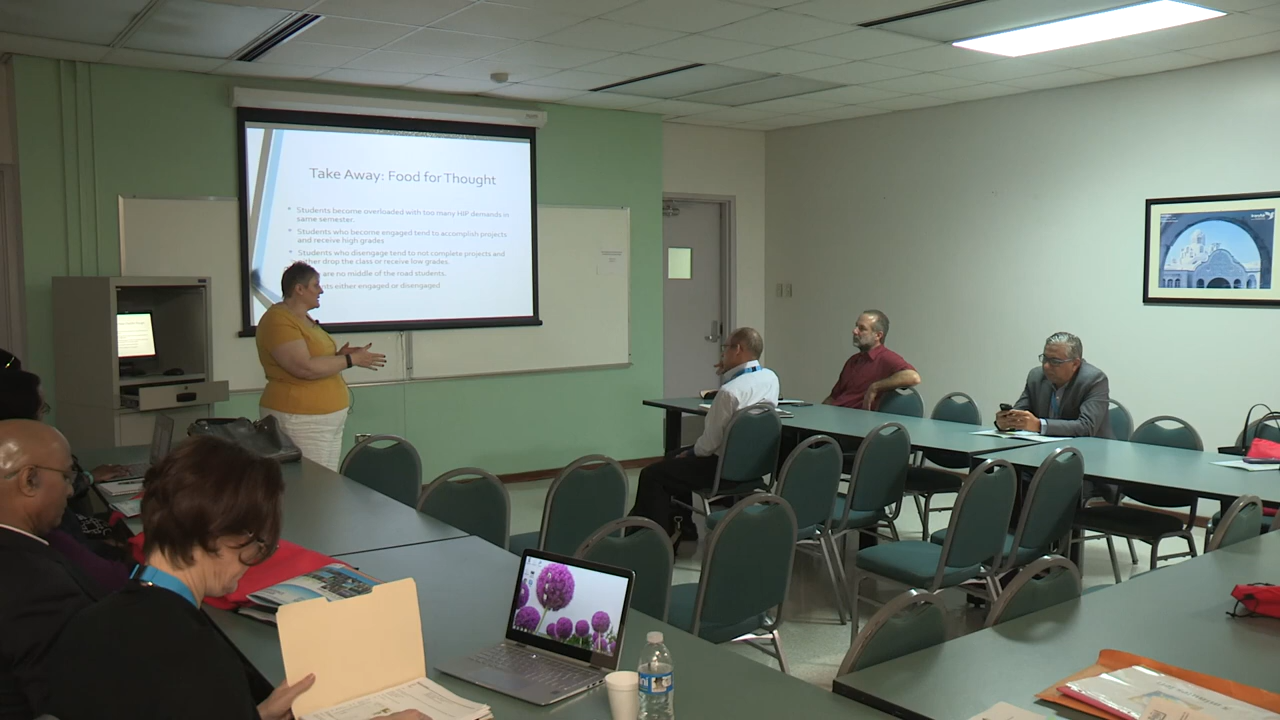 Take Away: Food for Thought
Students become overloaded with too many HIP demands in
same semester.
Students who become engaged tend to accomplish projects
and receive high grades
Students who disengage tend to not complete projects and
either drop the class or receive low grades.
are no middle of the road students.
either engaged or disengaged